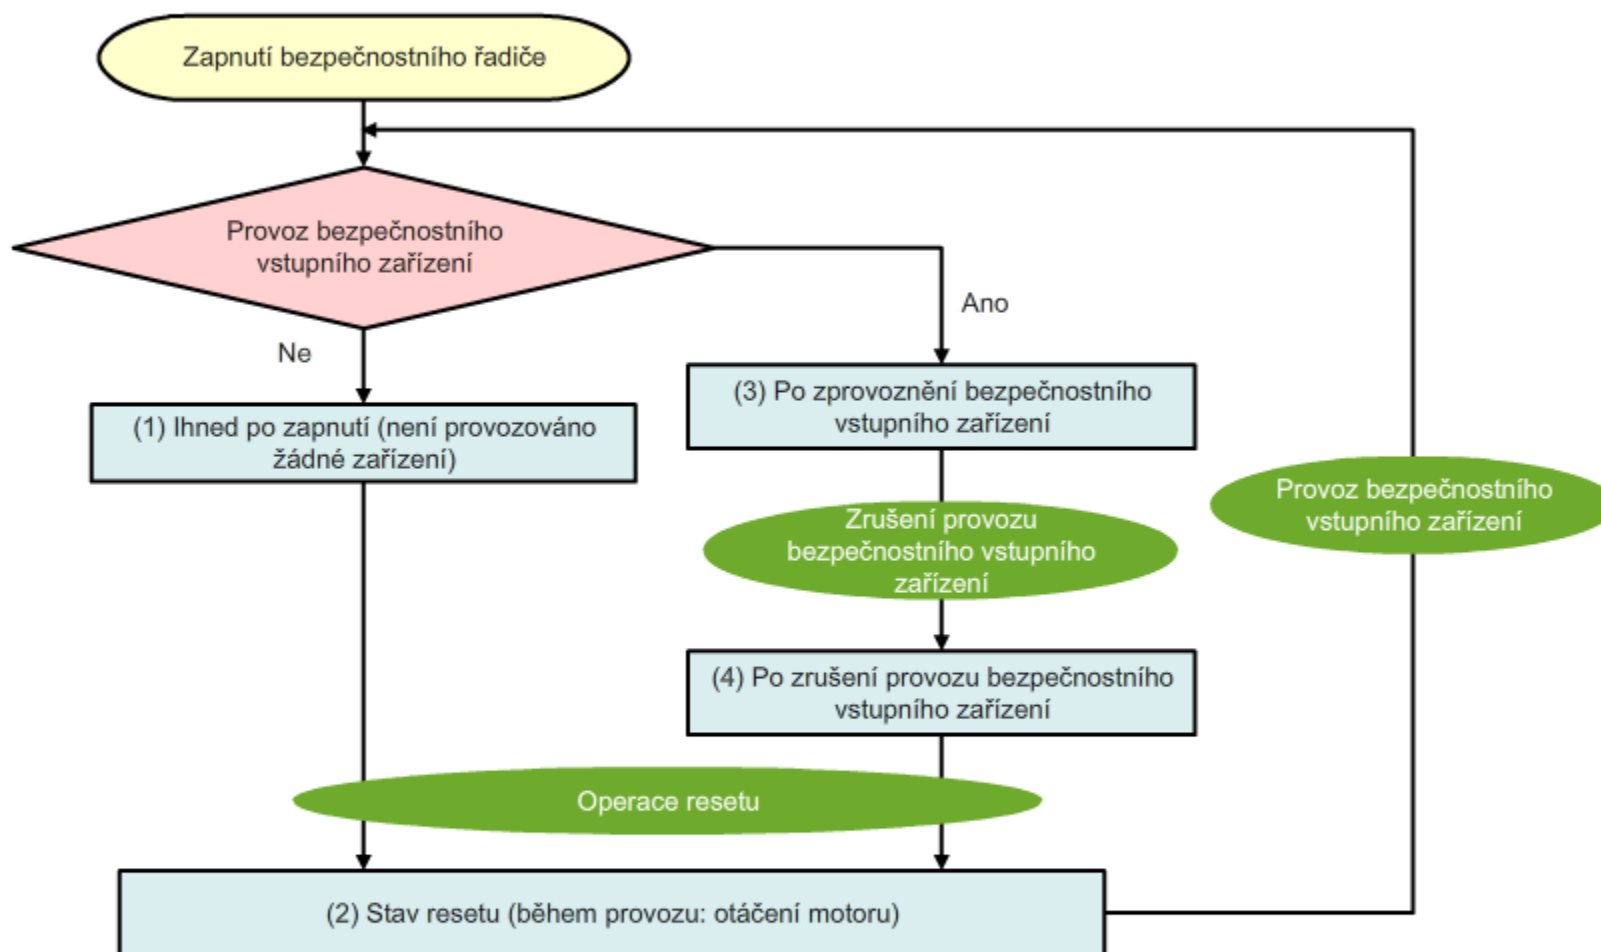 Zapnutí bezpečnostního řadiče
Provoz bezpečnostního
vstupního zařízení
Ano
Ne
(3) Po zprovoznění bezpečnostního
vstupního zařízení
(1) Ihned po zapnutí (není provozováno
žádné zařízení)
Provoz bezpečnostního
vstupního zařízení
Zrušení provozu
bezpečnostního vstupního
zařízení
(4) Po zrušení provozu bezpečnostního
vstupního zařízení
Operace resetu
(2) Stav resetu (během provozu: otáčení motoru)